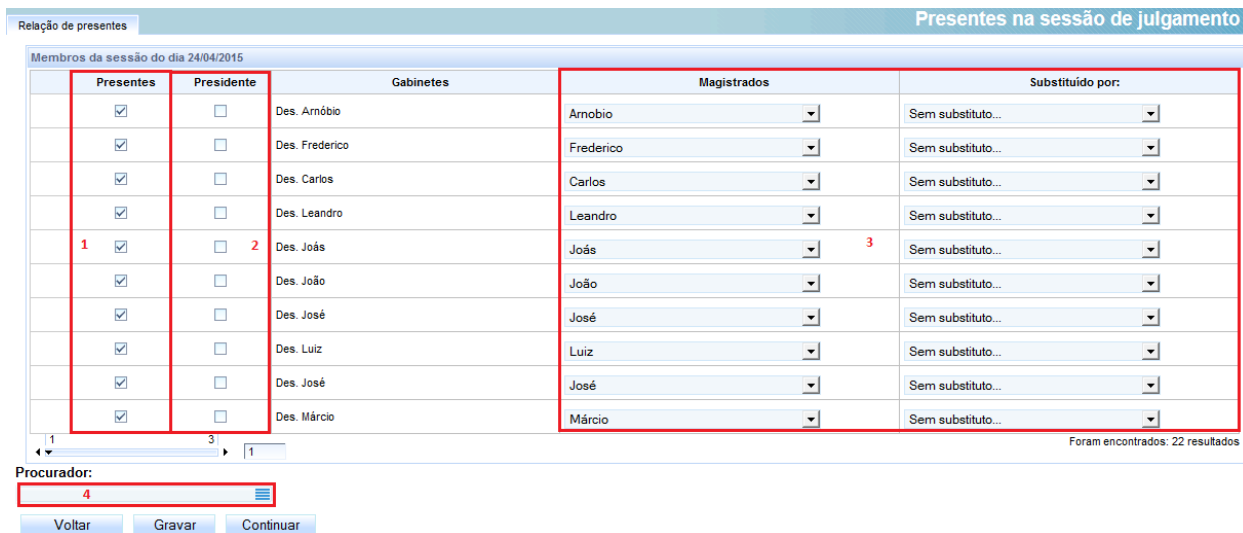 Relação de presentes
Presentes na sessão de julgamento
Membros da sessão do dia 24/04/2015
Presentes Presidente Gabinetes Magistrados Substituído por:
Des. Arnóbio Arnobio Sem substituto...
Des. Frederico Frederico Sem substituto...
Des. Carlos Carlos Sem substituto...
Des. Leandro Leandro Sem substituto...
1 2 Des. Joás Joás 3 Sem substituto...
Des. João João Sem substituto...
Des. José José Sem substituto...
Des. Luiz Luiz Sem substituto...
Des. José José Sem substituto...
Des. Márcio Márcio Sem substituto...
1 3 1 Foram encontrados: 22 resultados
Procurador:
4
Voltar Gravar Continuar